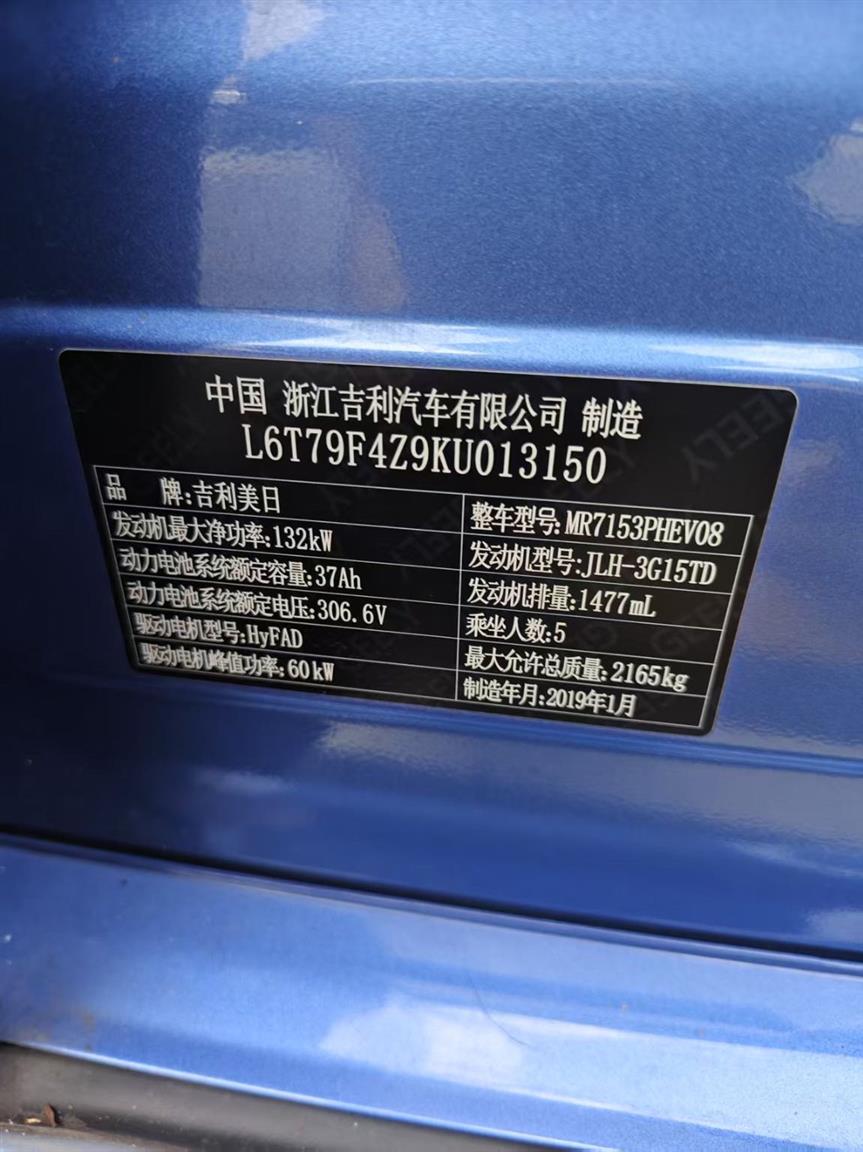 中国 浙江吉利汽车有限公司 制造
L6T79F4Z9KU013150
品 牌:吉利美日
整车型号:MR7153PHEV08
发动机最大净功率:132kW
发动机型号:JLH-3G15TD
动力电池系统额定容量:37Ah
发动机排量:1477mL
动力电池系统额定电压:306.6V
乘坐人数:5
驱动电机型号:HyFAD
最大允许总质量:2165kg
驱动电机峰值功率:60kW
制造年月:2019年1月